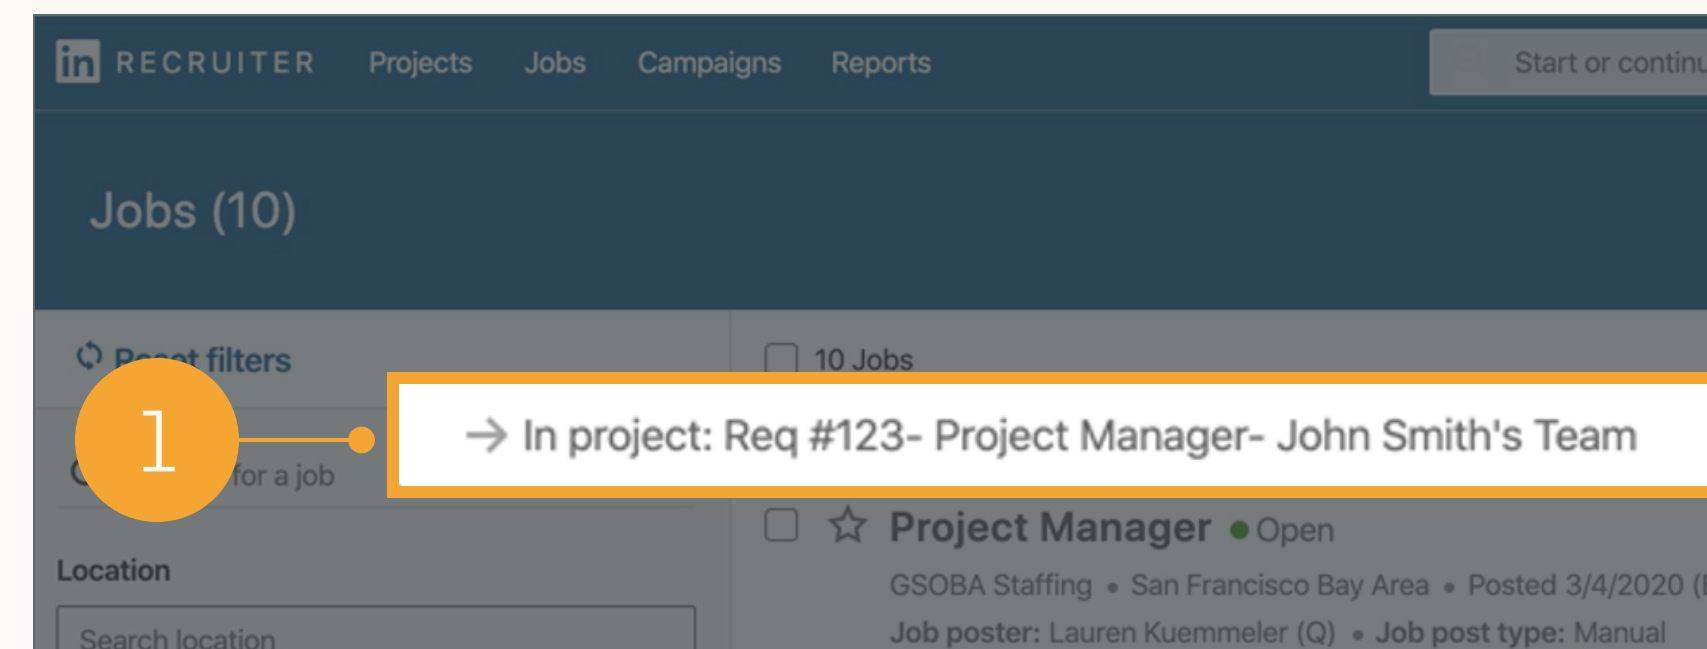 in RECRUITER Projects Jobs Campaigns Reports Start or
Jobs (10)
Reset filters
10 Jobs
1
→ In project: Req #123- Project Manager- John Smith's Team
for a job
Project Manager • Open
Location
GSOBA Staffing • San Francisco Bay Area • Posted 3/4/2020
Search location
Job poster: Lauren Kuemmeler (Q) • Job post type: Manual